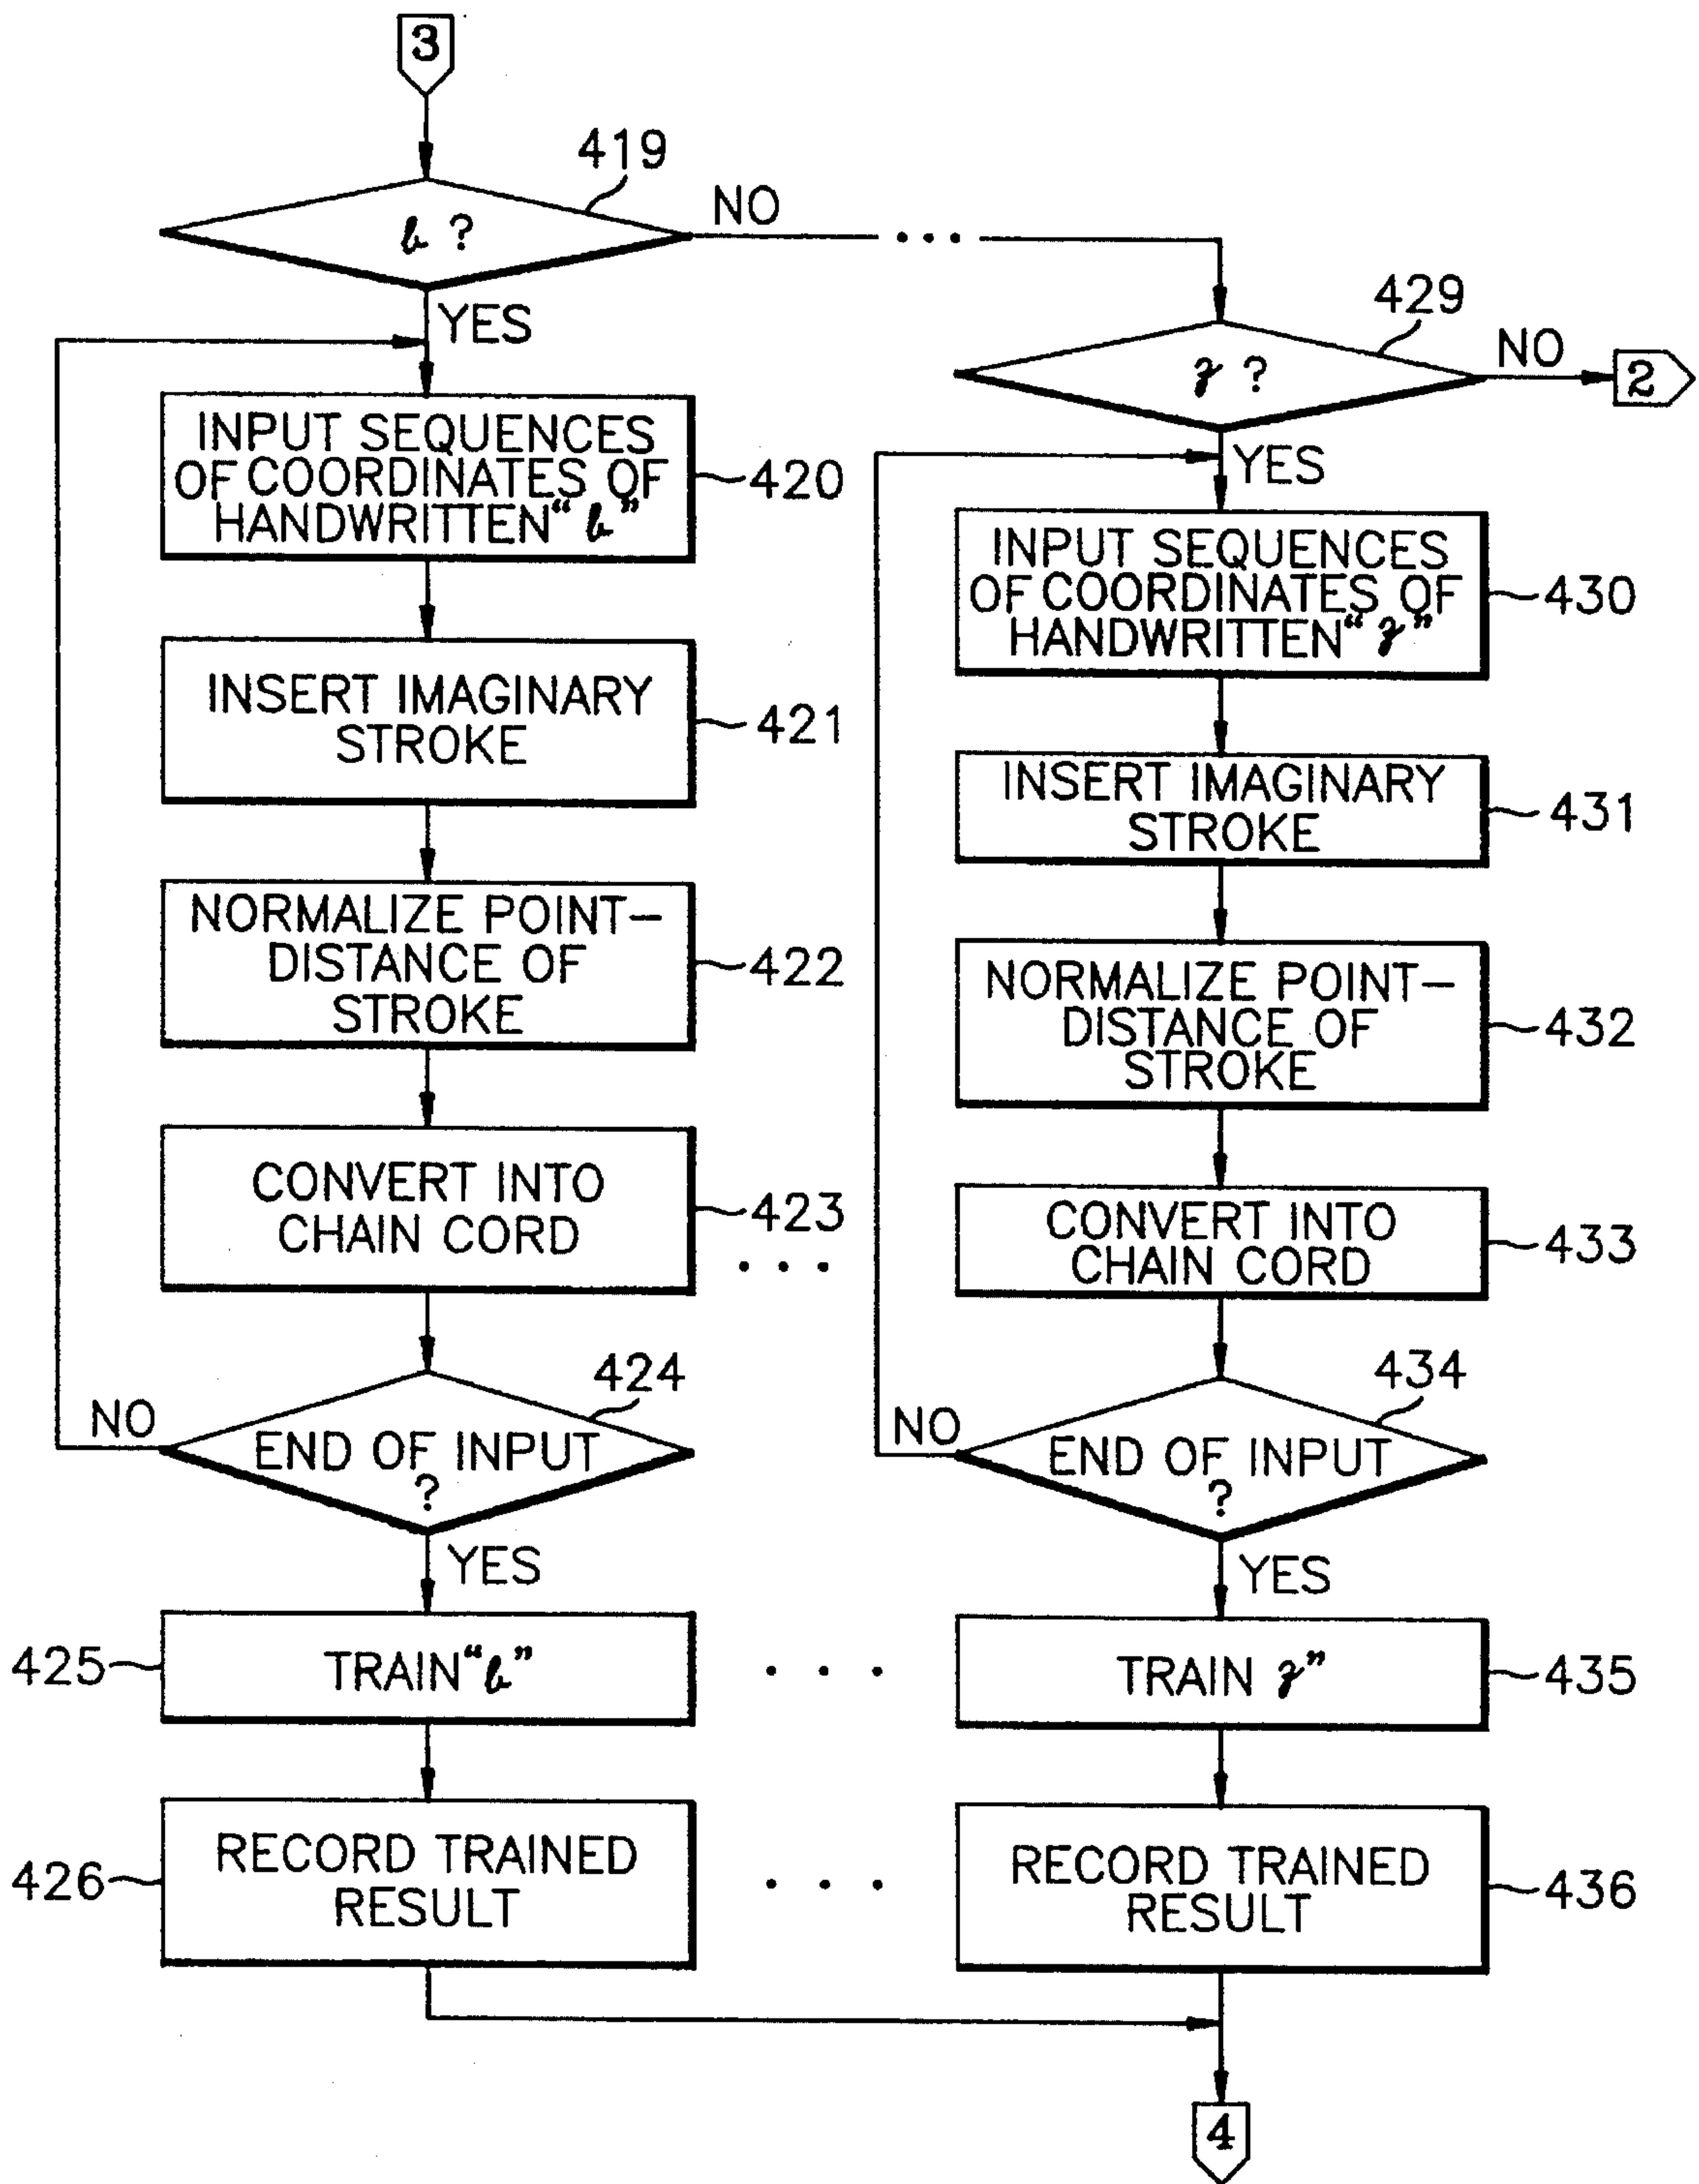 3
419
b ?
NO
...
YES
INPUT SEQUENCES
OF COORDINATES OF
HANDWRITTEN "b"
420
INSERT IMAGINARY
STROKE
421
NORMALIZE POINT-
DISTANCE OF
STROKE
422
CONVERT INTO
CHAIN CORD
423
...
424
NO
END OF INPUT
?
YES
425
TRAIN "b"
...
426
RECORD TRAINED
RESULT
...
429
z ?
NO
2
YES
INPUT SEQUENCES
OF COORDINATES OF
HANDWRITTEN "z"
430
INSERT IMAGINARY
STROKE
431
NORMALIZE POINT-
DISTANCE OF
STROKE
432
CONVERT INTO
CHAIN CORD
433
434
NO
END OF INPUT
?
YES
TRAIN z"
435
RECORD TRAINED
RESULT
436
4